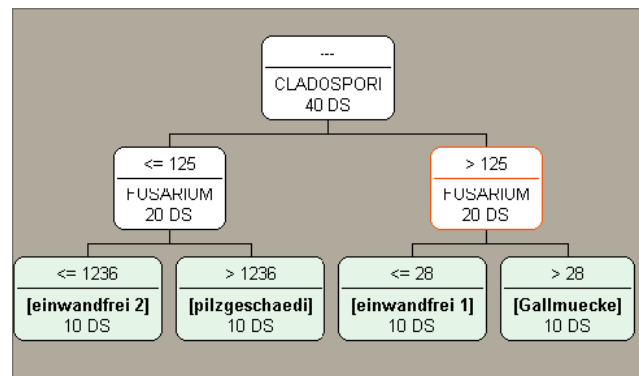 ---
CLADOSPORI
40 DS
<= 125
FUSARIUM
20 DS
> 125
FUSARIUM
20 DS
<= 1236
[einwandfrei 2]
10 DS
> 1236
[pilzgeschaedi]
10 DS
<= 28
[einwandfrei 1]
10 DS
> 28
[Gallmuecke]
10 DS